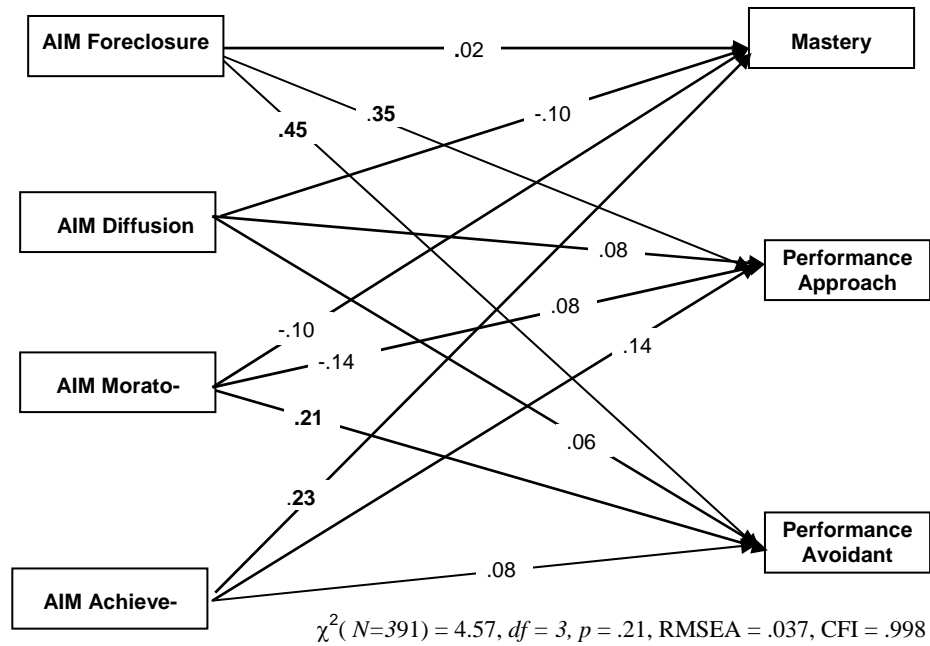 AIM Foreclosure
.02
Mastery
.45
.35
-.10
AIM Diffusion
.08
Performance
Approach
-.10
.08
-.14
.14
AIM Morato-
.21
.06
.23
Performance
Avoidant
.08
AIM Achieve-
χ²( N=391) = 4.57, df = 3, p = .21, RMSEA = .037, CFI = .998